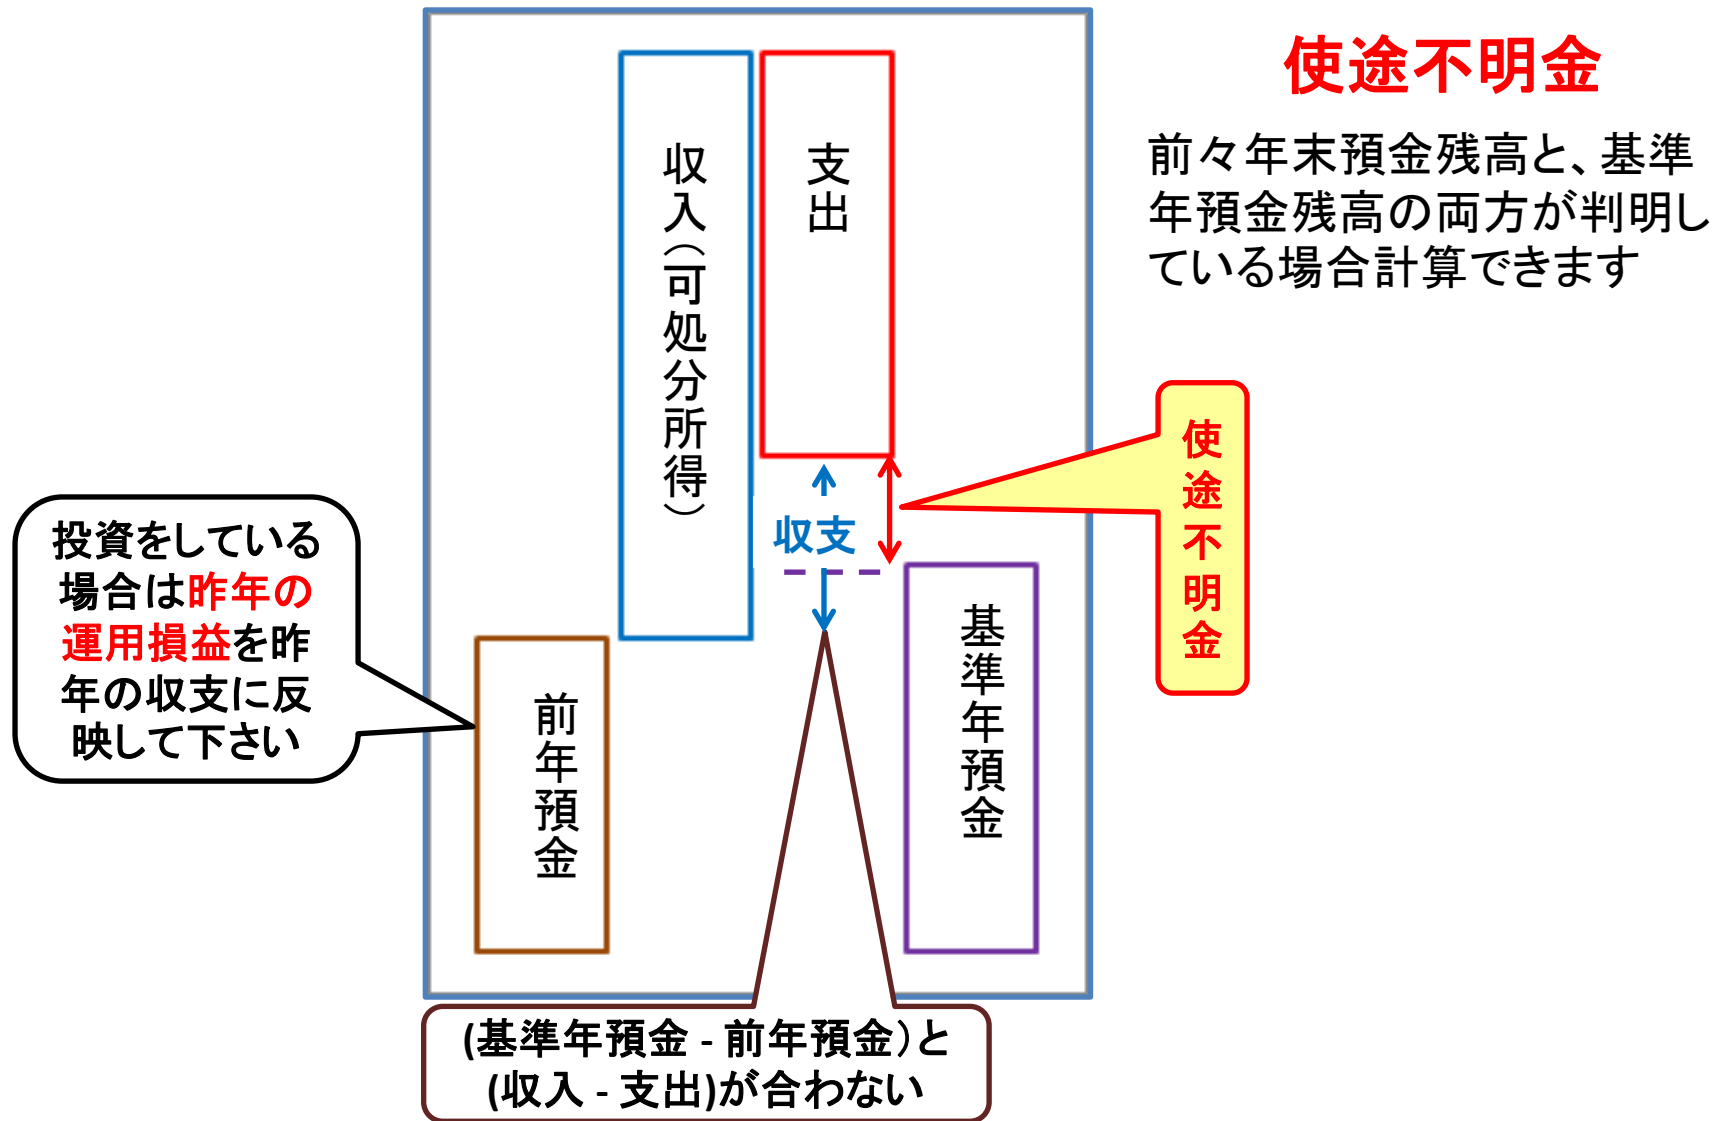 使途不明金
前々年末預金残高と、基準
年預金残高の両方が判明し
ている場合計算できます
収入（可処分所得）
支出
収支
使途不明金
投資をしている
場合は昨年の
運用損益を昨
年の収支に反
映して下さい
前年預金
基準年預金
(基準年預金 - 前年預金）と
(収入 - 支出)が合わない